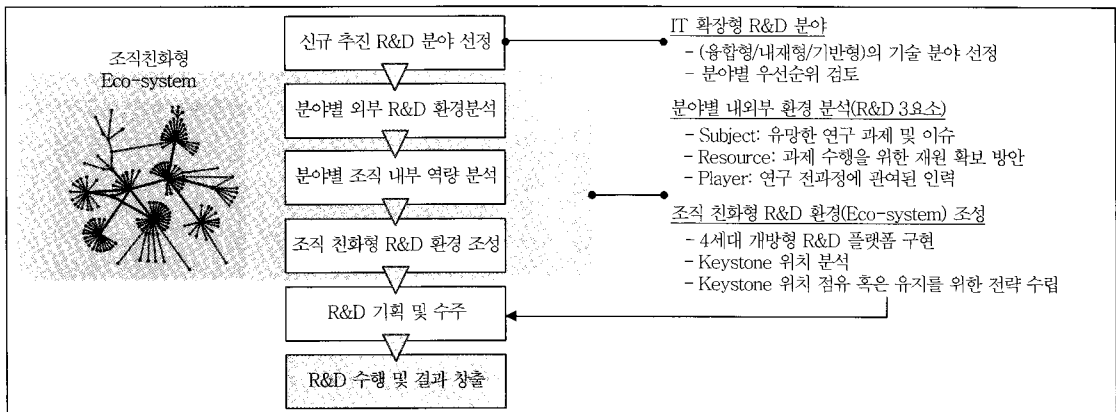 조직친화형
Eco-system
신규 추진 R&D 분야 선정
분야별 외부 R&D 환경분석
분야별 조직 내부 역량 분석
조직 친화형 R&D 환경 조성
R&D 기획 및 수주
R&D 수행 및 결과 창출
IT 확장형 R&D 분야
- (융합형/내재형/기반형)의 기술 분야 선정
- 분야별 우선순위 검토
분야별 내외부 환경 분석(R&D 3요소)
- Subject: 유망한 연구 과제 및 이슈
- Resource: 과제 수행을 위한 재원 확보 방안
- Player: 연구 전과정에 관여된 인력
조직 친화형 R&D 환경(Eco-system) 조성
- 4세대 개방형 R&D 플랫폼 구현
- Keystone 위치 분석
- Keystone 위치 점유 혹은 유지를 위한 전략 수립